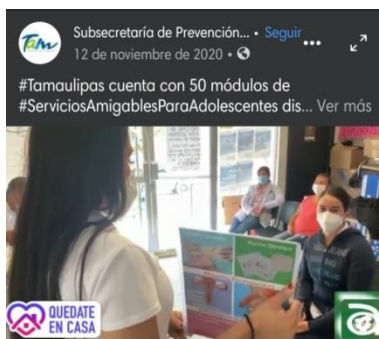 Tam
Subsecretaría de Prevención... • Seguir
12 de noviembre de 2020 •
#Tamaulipas cuenta con 50 módulos de
#ServiciosAmigablesParaAdolescentes dis... Ver más
QUEDATE
EN CASA